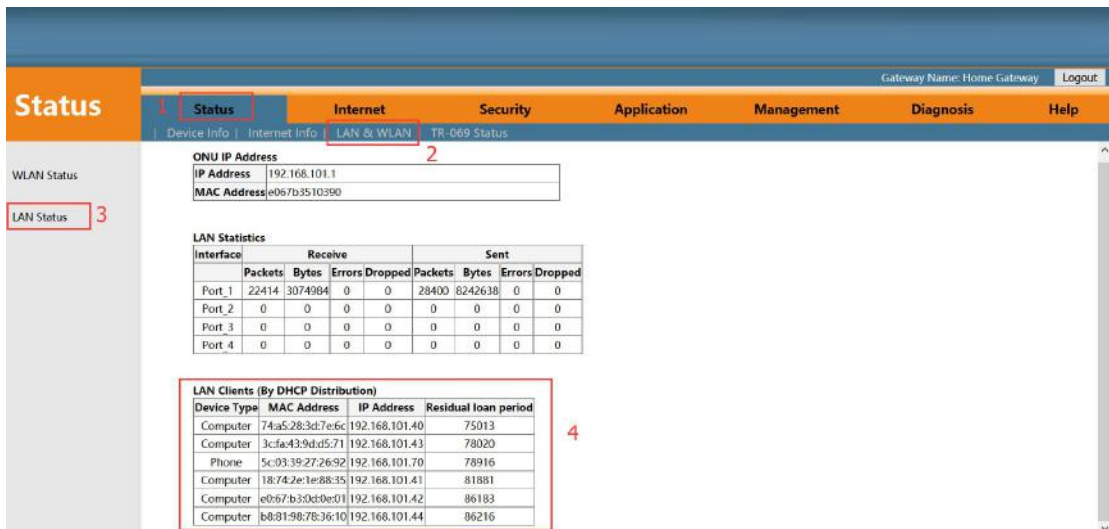 Gateway Name: Home Gateway Logout
Status
1 Status Internet Security Application Management Diagnosis Help
| Device Info | Internet Info | LAN & WLAN TR-069 Status
2
WLAN Status
LAN Status 3
ONU IP Address
IP Address 192.168.101.1
MAC Address e067b3510390
LAN Statistics
Interface Receive Sent
Packets Bytes Errors Dropped Packets Bytes Errors Dropped
Port_1 22414 3074984 0 0 28400 8242638 0 0
Port_2 0 0 0 0 0 0 0 0
Port_3 0 0 0 0 0 0 0 0
Port_4 0 0 0 0 0 0 0 0
LAN Clients (By DHCP Distribution)
Device Type MAC Address IP Address Residual loan period
Computer 74:a5:28:3d:7e:6c 192.168.101.40 75013
Computer 3c:fa:43:9d:d5:71 192.168.101.43 78020
Phone 5c:03:39:27:26:92 192.168.101.70 78916
Computer 18:74:2e:1e:88:35 192.168.101.41 81881
Computer e0:67:b3:0d:0e:01 192.168.101.42 86183
Computer b8:81:98:78:36:10 192.168.101.44 86216
4